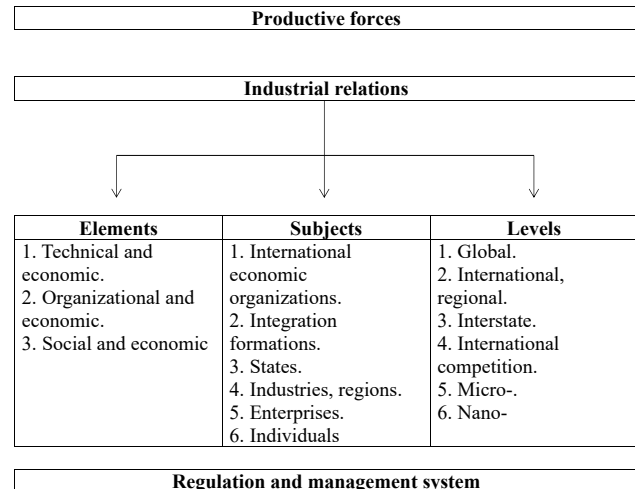 Productive forces
Industrial relations
Elements
1. Technical and
economic.
2. Organizational and
economic.
3. Social and economic
Subjects
1. International
economic
organizations.
2. Integration
formations.
3. States.
4. Industries, regions.
5. Enterprises.
6. Individuals
Levels
1. Global.
2. International,
regional.
3. Interstate.
4. International
competition.
5. Micro-.
6. Nano-
Regulation and management system